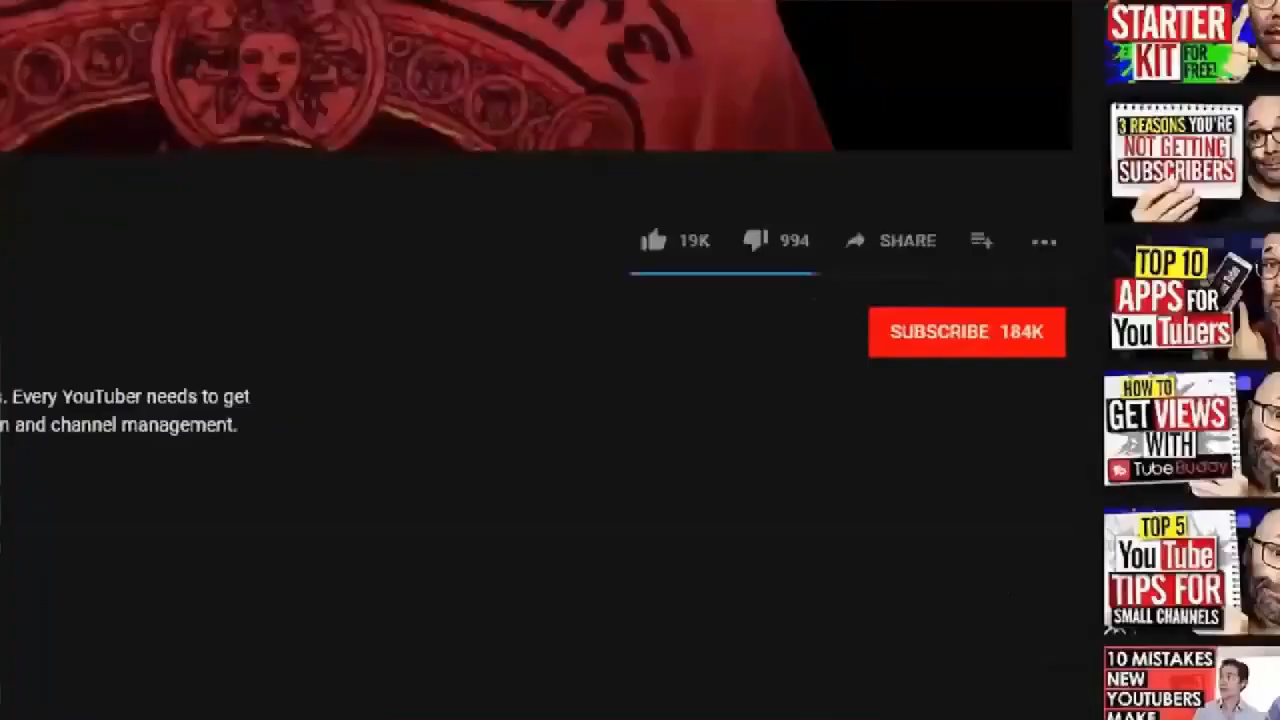 STARTER
KIT FOR
FREE!
3 REASONS YOU'RE
NOT GETTING
SUBSCRIBERS
19K 994 SHARE
TOP 10
APPS FOR
YouTubers
SUBSCRIBE 184K
. Every YouTuber needs to get
n and channel management.
HOW TO
GET VIEWS
WITH
TubeBuddy
TOP 5
YouTube
TIPS FOR
SMALL CHANNELS
10 MISTAKES
NEW
YOUTUBERS
MAKE